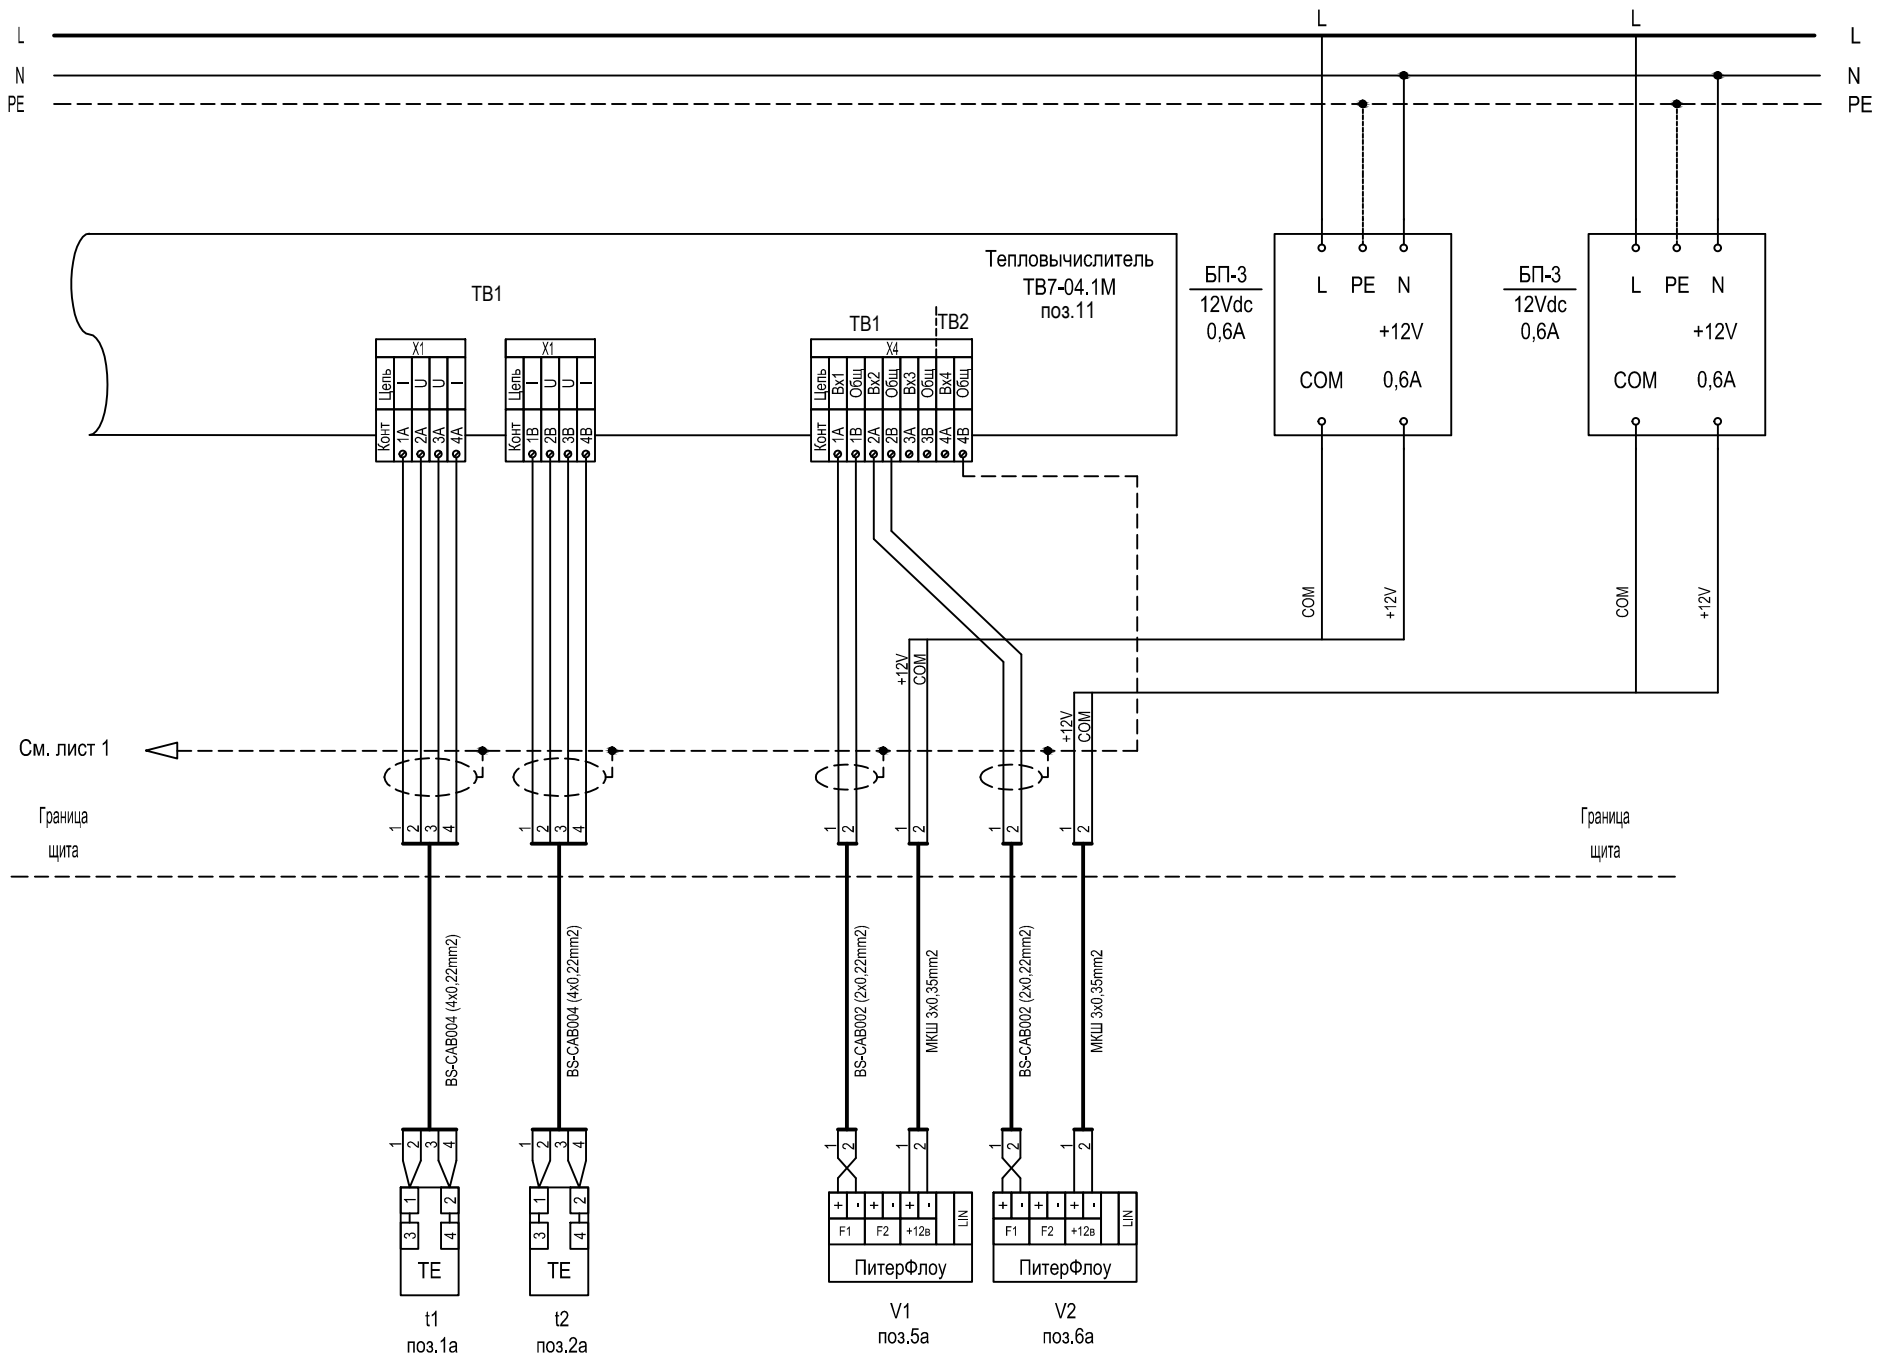 L
L
L
L
N
N
PE
PE
Тепловычислитель
ТВ7-04.1М
поз.11
ТВ1
ТВ1
ТВ2
БП-3
12Vdc
0,6A
L PE N
+12V
COM 0,6A
БП-3
12Vdc
0,6A
L PE N
+12V
COM 0,6A
X1
Цепь I U U I
Конт 1A 2A 3A 4A
X1
Цепь I U U I
Конт 1B 2B 3B 4B
X4
Цепь Вх1 Общ Вх2 Общ Вх3 Общ Вх4 Общ
Конт 1A 1B 2A 2B 3A 3B 4A 4B
COM
+12V
COM
+12V
+12V
COM
+12V
COM
См. лист 1
Граница
щита
Граница
щита
1 2 3 4
1 2 3 4
1 2
1 2
1 2
1 2
BS-CAB004 (4x0,22mm2)
BS-CAB004 (4x0,22mm2)
BS-CAB002 (2x0,22mm2)
МКШ 3x0,35mm2
BS-CAB002 (2x0,22mm2)
МКШ 3x0,35mm2
1 2 3 4
1 2 3 4
1 2
1 2
1 2
1 2
1 2
3 4
TE
t1
поз.1а
1 2
3 4
TE
t2
поз.2а
+ - + - + -
F1 F2 +12в LIN
ПитерФлоу
V1
поз.5а
+ - + - + -
F1 F2 +12в LIN
ПитерФлоу
V2
поз.6а